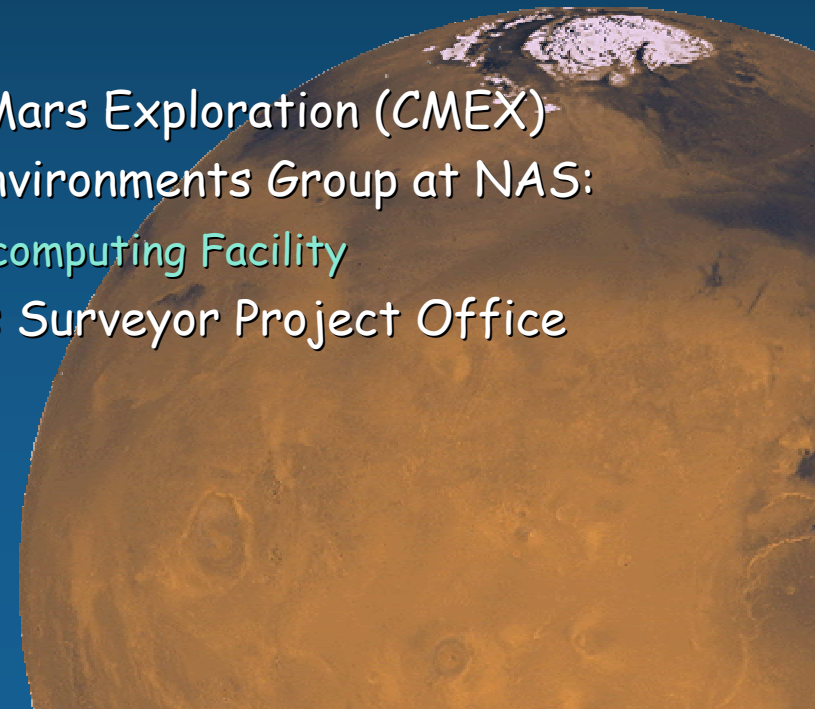 Mars Exploration (CMEX)
nvironments Group at NAS:
computing Facility
Surveyor Project Office